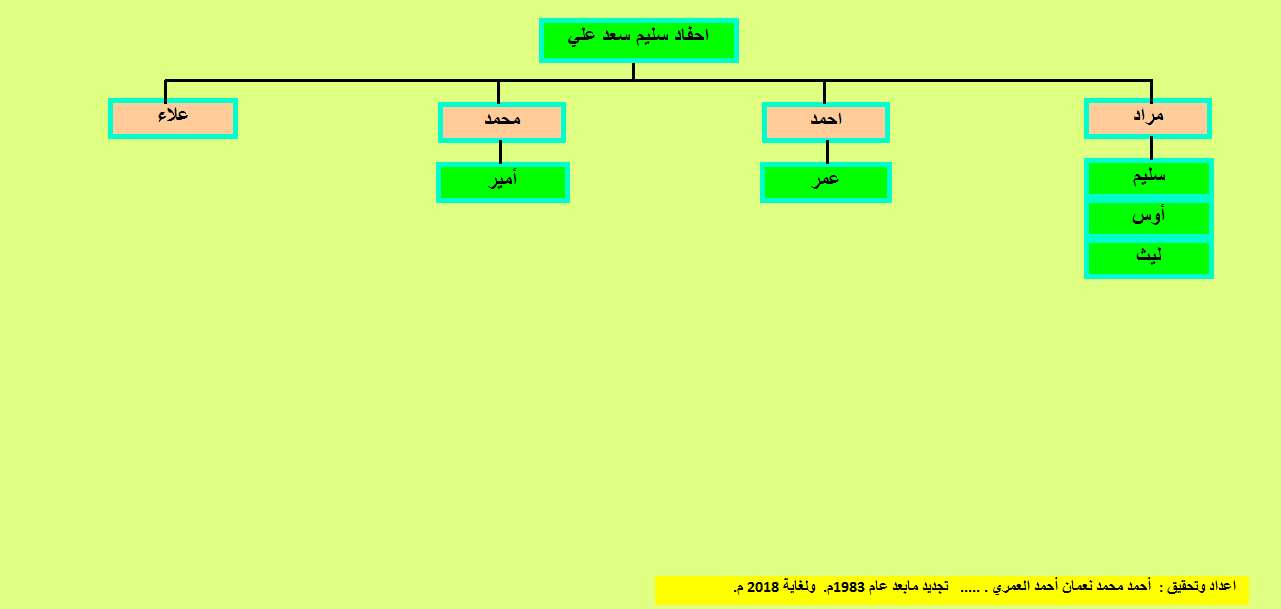 احفاد سليم سعد علي
مراد
احمد
محمد
علاء
سليم
عمر
أمير
أوس
ليث
اعداد وتحقيق : أحمد محمد نعمان أحمد العمري . ..... تجديد مابعد عام 1983م. ولغاية 2018 م.